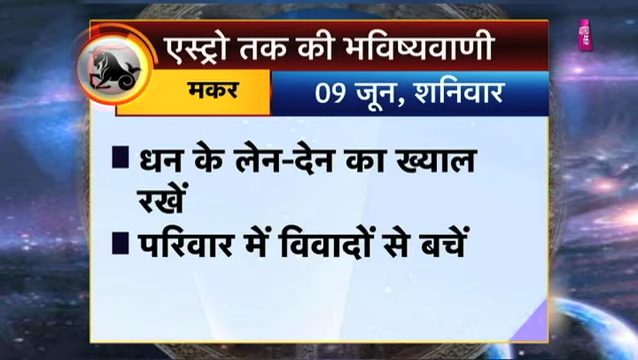 एस्ट्रो तक की भविष्यवाणी
मकर
09 जून, शनिवार
धन के लेन-देन का ख्याल
रखें
परिवार में विवादों से बचें